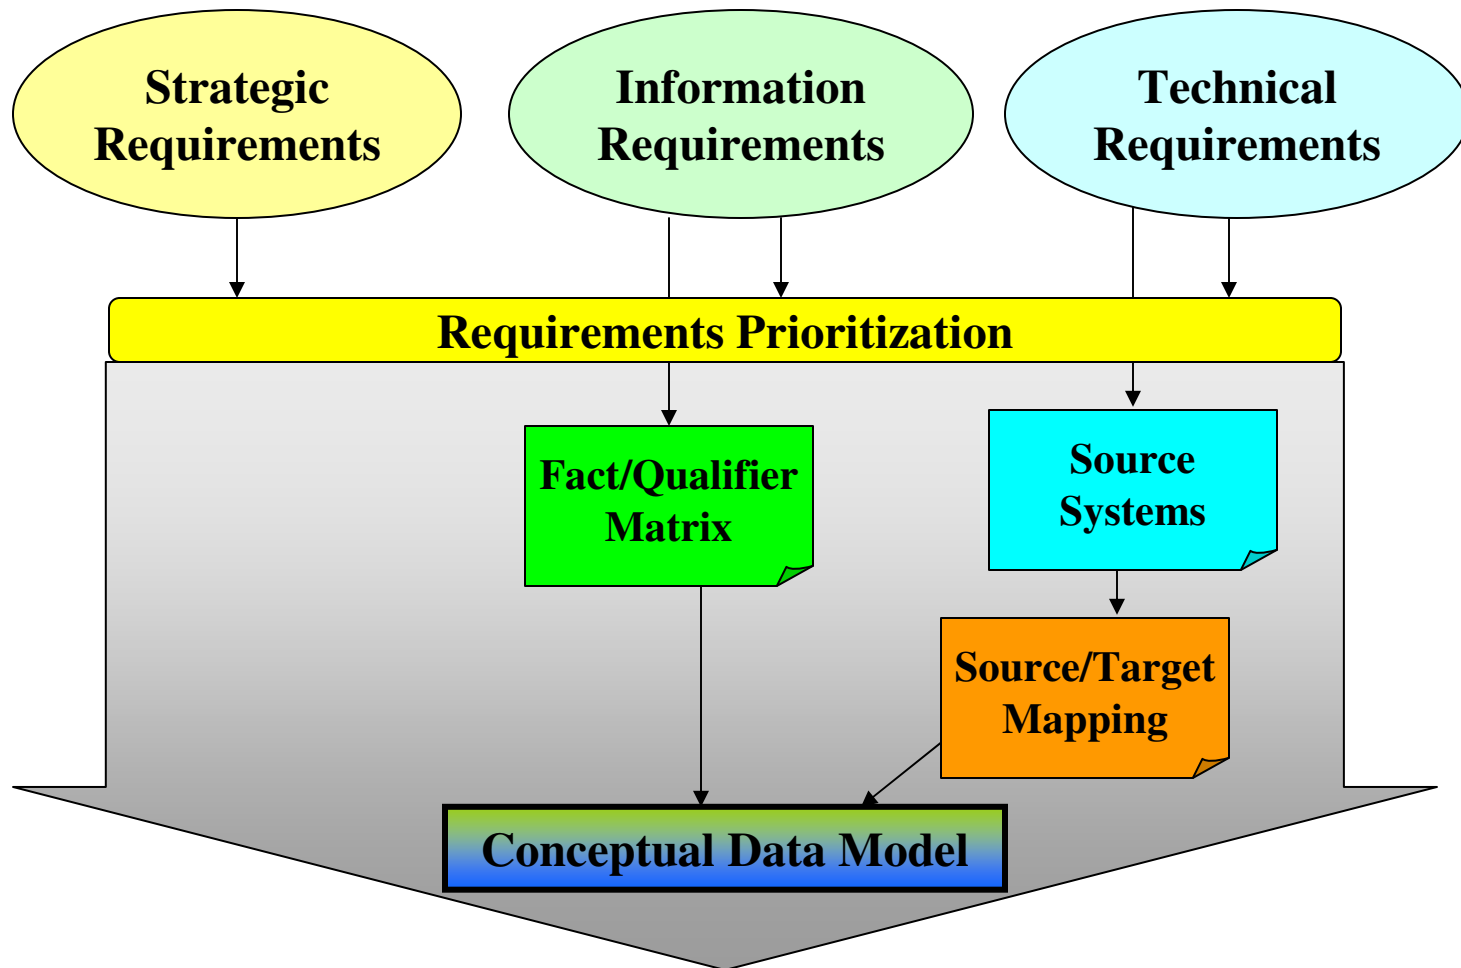 Strategic
Requirements
Information
Requirements
Technical
Requirements
Requirements Prioritization
Fact/Qualifier
Matrix
Source
Systems
Source/Target
Mapping
Conceptual Data Model